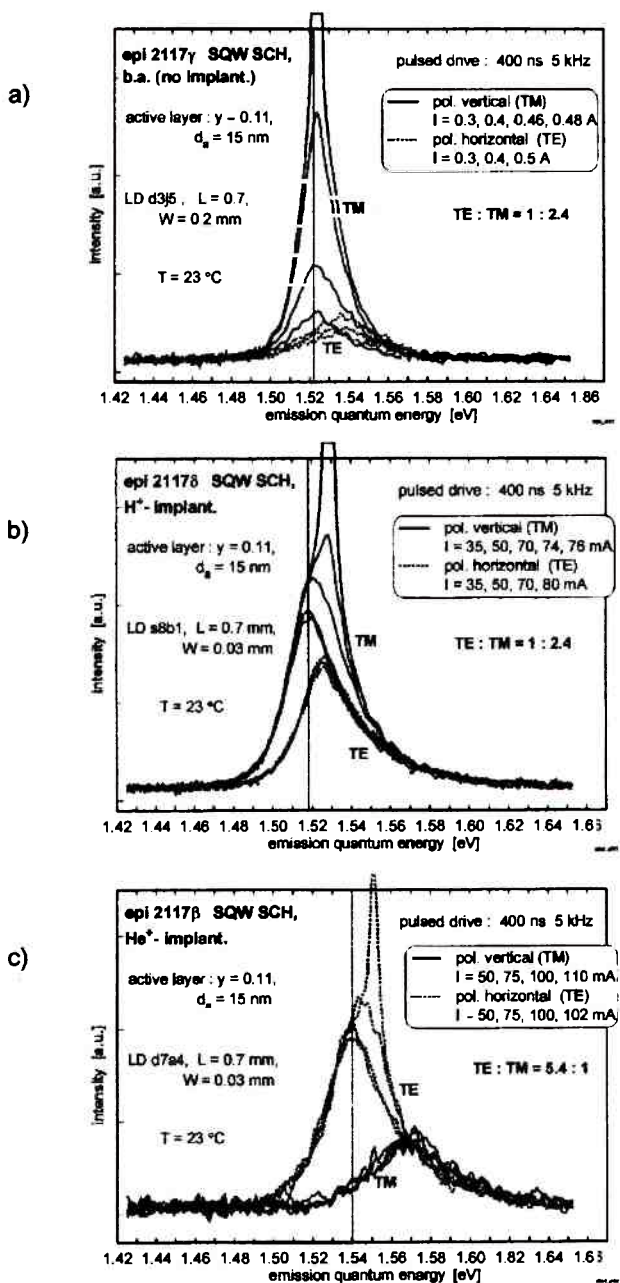 a)
epi 2117γ SQW SCH,
b.a. (no Implant.)
pulsed drive : 400 ns 5 kHz
pol. vertical (TM)
I = 0.3, 0.4, 0.46, 0.48 A
pol. horizontal (TE)
I = 0.3, 0.4, 0.5 A
active layer : y = 0.11,
dₐ = 15 nm
LD d3j5 , L = 0.7,
W = 0.2 mm
TM
TE : TM = 1 : 2.4
T = 23 °C
TE
intensity [a.u.]
1.42 1.44 1.46 1.48 1.50 1.52 1.54 1.56 1.58 1.60 1.62 1.64 1.66
emission quantum energy [eV]
b)
epi 2117δ SQW SCH,
H⁺- implant.
pulsed drive : 400 ns 5 kHz
pol. vertical (TM)
I = 35, 50, 70, 74, 76 mA
pol. horizontal (TE)
I = 35, 50, 70, 80 mA
active layer : y = 0.11,
dₐ = 15 nm
LD s8b1, L = 0.7 mm,
W = 0.03 mm
TM
TE : TM = 1 : 2.4
T = 23 °C
TE
intensity [a.u.]
1.42 1.44 1.46 1.48 1.50 1.52 1.54 1.56 1.58 1.60 1.62 1.64 1.66
emission quantum energy [eV]
c)
epi 2117β SQW SCH,
He⁺- implant.
pulsed drive : 400 ns 5 kHz
pol. vertical (TM)
I = 50, 75, 100, 110 mA
pol. horizontal (TE)
I = 50, 75, 100, 102 mA
active layer : y = 0.11,
dₐ = 15 nm
LD d7a4, L = 0.7 mm,
W = 0.03 mm
TE
TE : TM = 5.4 : 1
T = 23 °C
TM
intensity [a.u.]
1.42 1.44 1.46 1.48 1.50 1.52 1.54 1.56 1.58 1.60 1.62 1.64 1.66
emission quantum energy [eV]